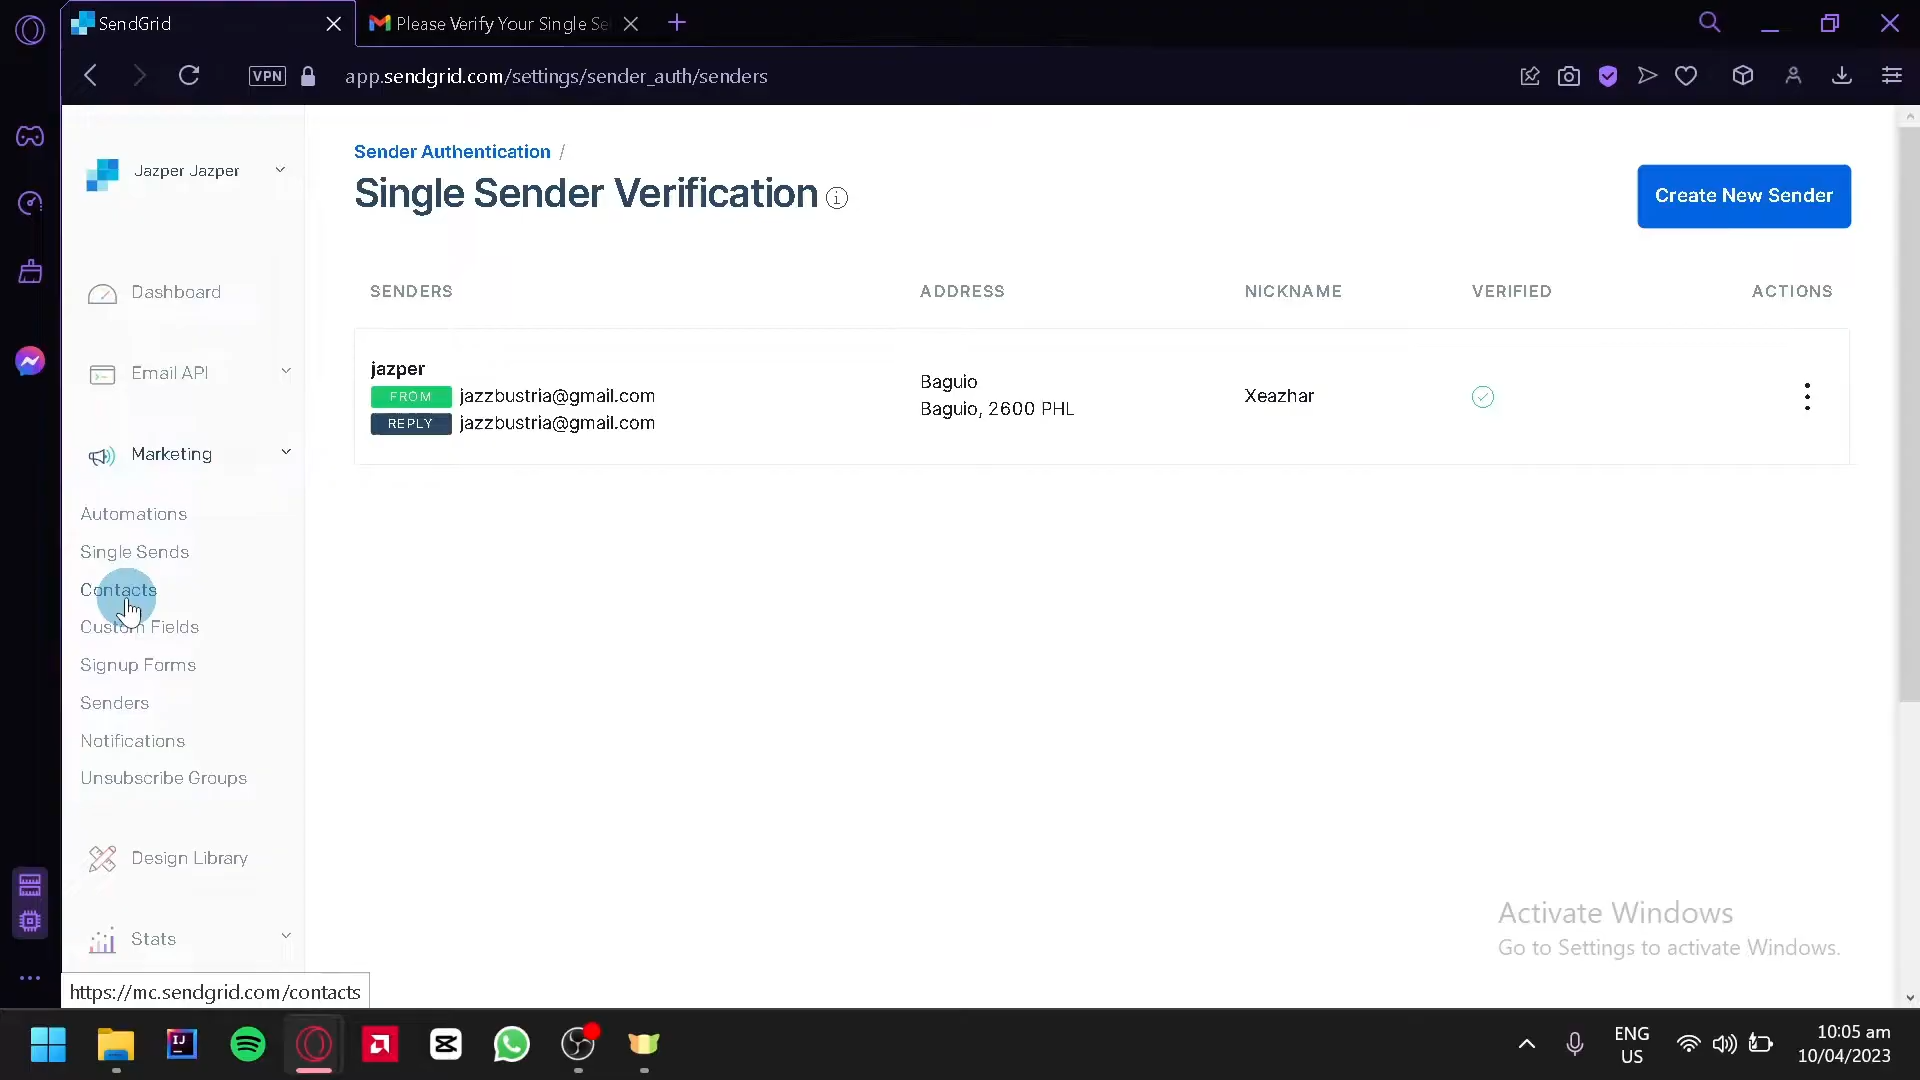 SendGrid
Please Verify Your Single Se
VPN
app.sendgrid.com/settings/sender_auth/senders
Jazper Jazper
Dashboard
Email API
Marketing
Automations
Single Sends
Contacts
Custom Fields
Signup Forms
Senders
Notifications
Unsubscribe Groups
Design Library
Stats
https://mc.sendgrid.com/contacts
Sender Authentication /
Single Sender Verification
Create New Sender
SENDERS ADDRESS NICKNAME VERIFIED ACTIONS
jazper
FROM jazzbustria@gmail.com
REPLY jazzbustria@gmail.com
Baguio
Baguio, 2600 PHL
Xeazhar
Activate Windows
Go to Settings to activate Windows.
IJ
ENG
US
10:05 am
10/04/2023